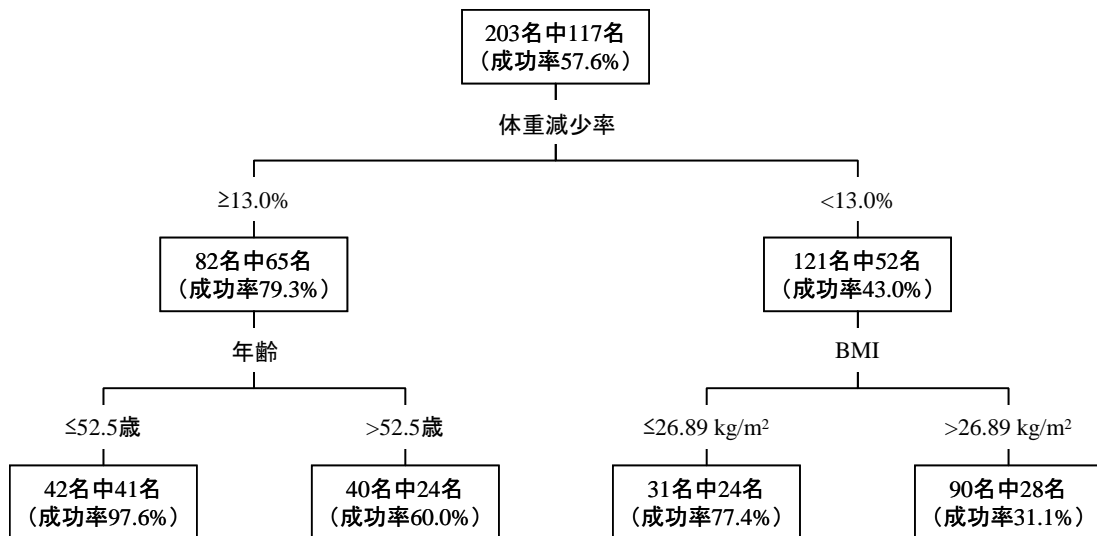 203名中117名
（成功率57.6%）
体重減少率
≥13.0%
<13.0%
82名中65名
（成功率79.3%）
121名中52名
（成功率43.0%）
年齢
BMI
≤52.5歳
>52.5歳
≤26.89 kg/m²
>26.89 kg/m²
42名中41名
（成功率97.6%）
40名中24名
（成功率60.0%）
31名中24名
（成功率77.4%）
90名中28名
（成功率31.1%）